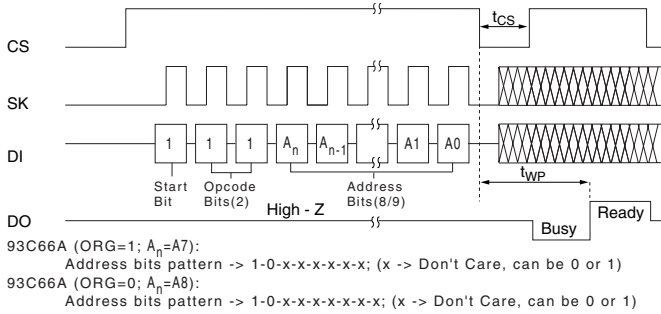 CS
tCS
SK
DI
1 1 1 An An-1 A1 A0
Start Bit
Opcode Bits(2)
Address Bits(8/9)
tWP
DO
High - Z
Busy
Ready
93C66A (ORG=1; An=A7):
Address bits pattern -> 1-0-x-x-x-x-x-x; (x -> Don't Care, can be 0 or 1)
93C66A (ORG=0; An=A8):
Address bits pattern -> 1-0-x-x-x-x-x-x-x; (x -> Don't Care, can be 0 or 1)